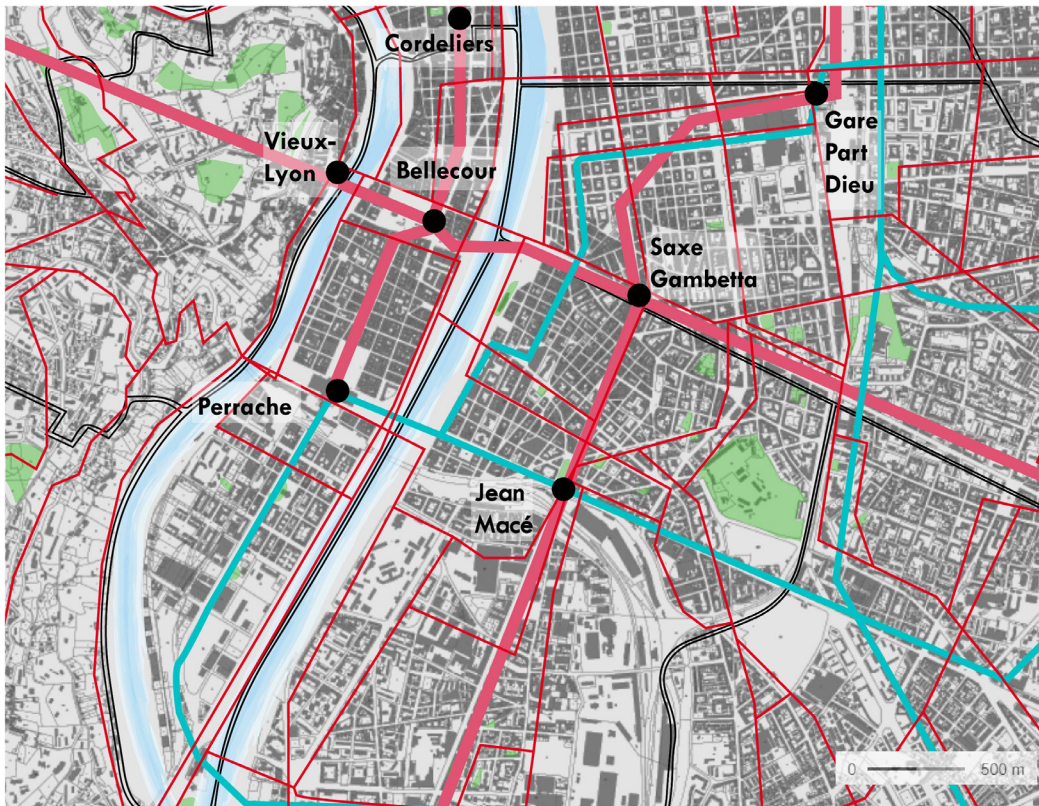 Cordeliers
Vieux-
Lyon
Bellecour
Gare
Part
Dieu
Saxe
Gambetta
Perrache
Jean
Macé
0 500 m